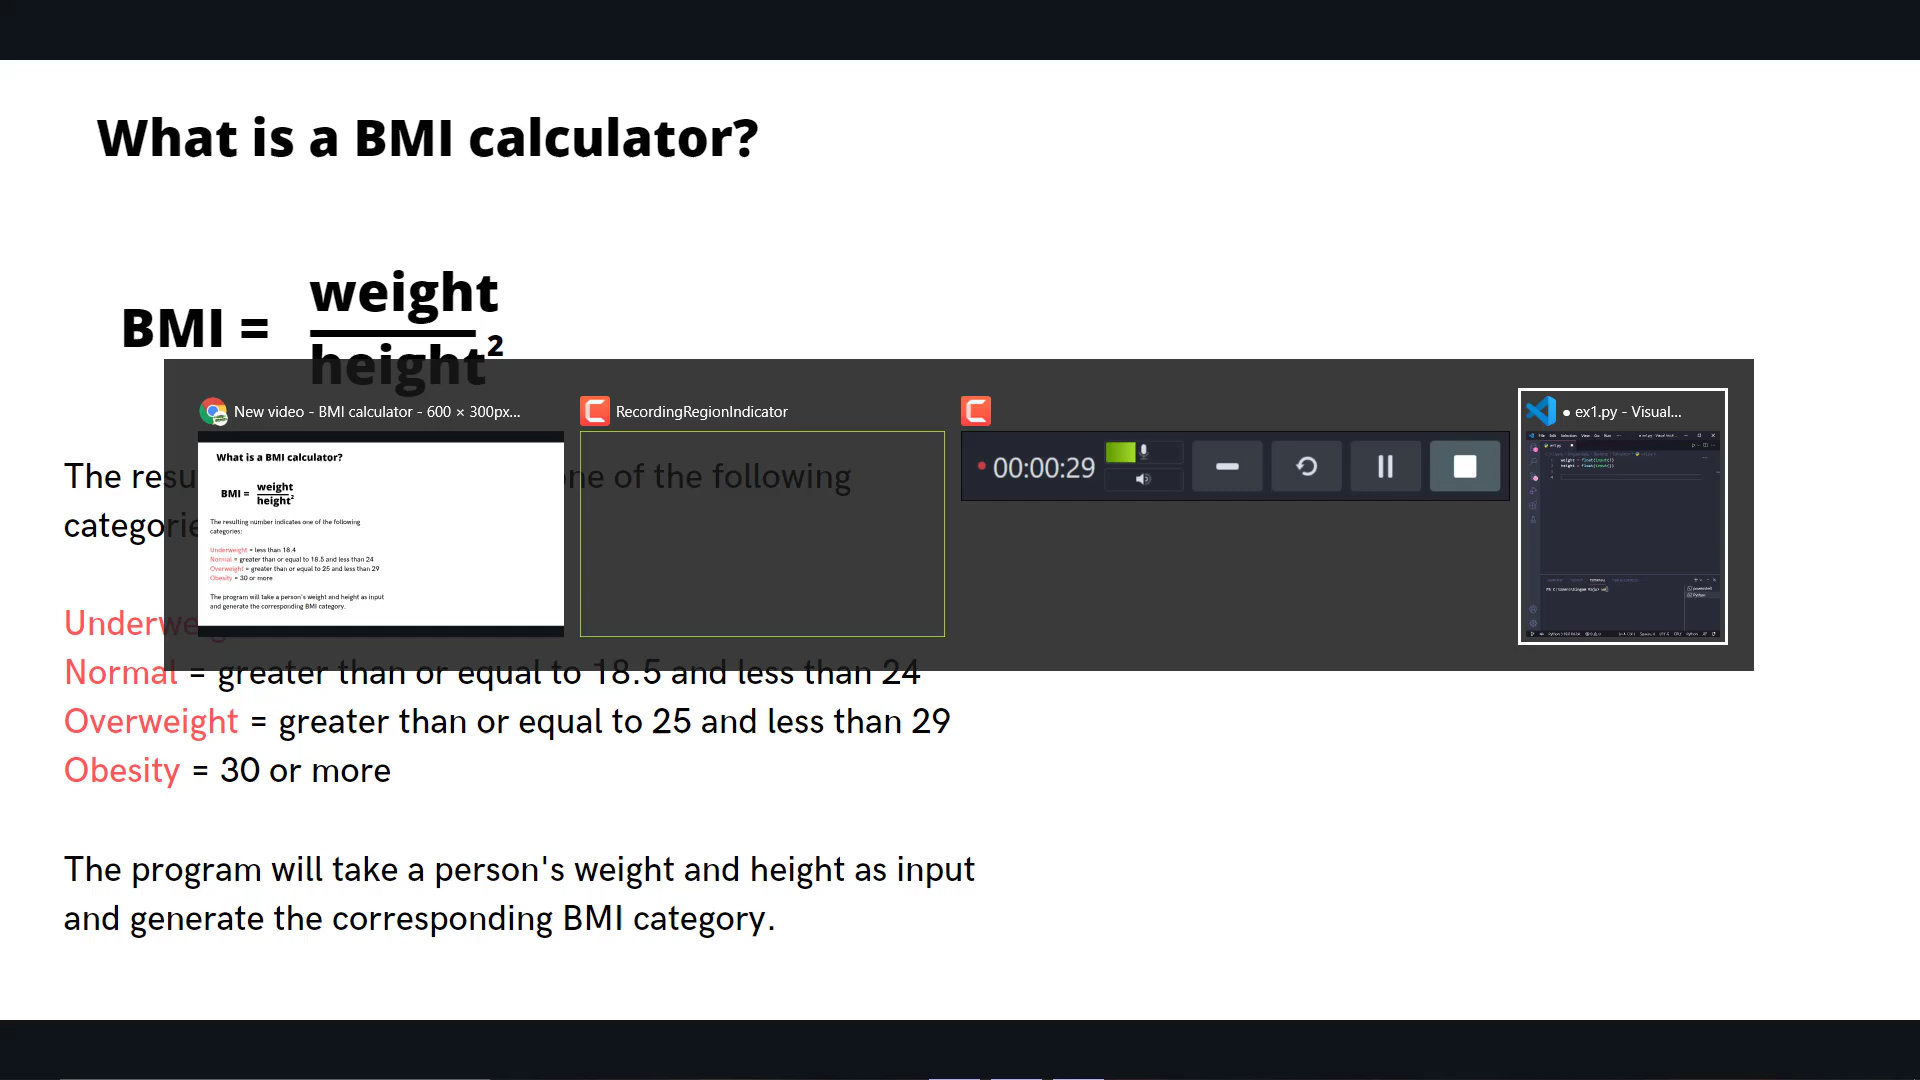 What is a BMI calculator?
BMI =
weight
height²
New video - BMI calculator - 600 × 300px...
RecordingRegionIndicator
ex1.py - Visual...
What is a BMI calculator?
BMI =
weight
height²
The resulting number indicates one of the following
categories:
Underweight = less than 18.4
Normal = greater than or equal to 18.5 and less than 24
Overweight = greater than or equal to 25 and less than 29
Obesity = 30 or more
The program will take a person's weight and height as input
and generate the corresponding BMI category.
00:00:29
weight = float(input())
height = float(input())
The resu ne of the following
categorie
Underweig
Normal = greater than or equal to 18.5 and less than 24
Overweight = greater than or equal to 25 and less than 29
Obesity = 30 or more
The program will take a person's weight and height as input
and generate the corresponding BMI category.